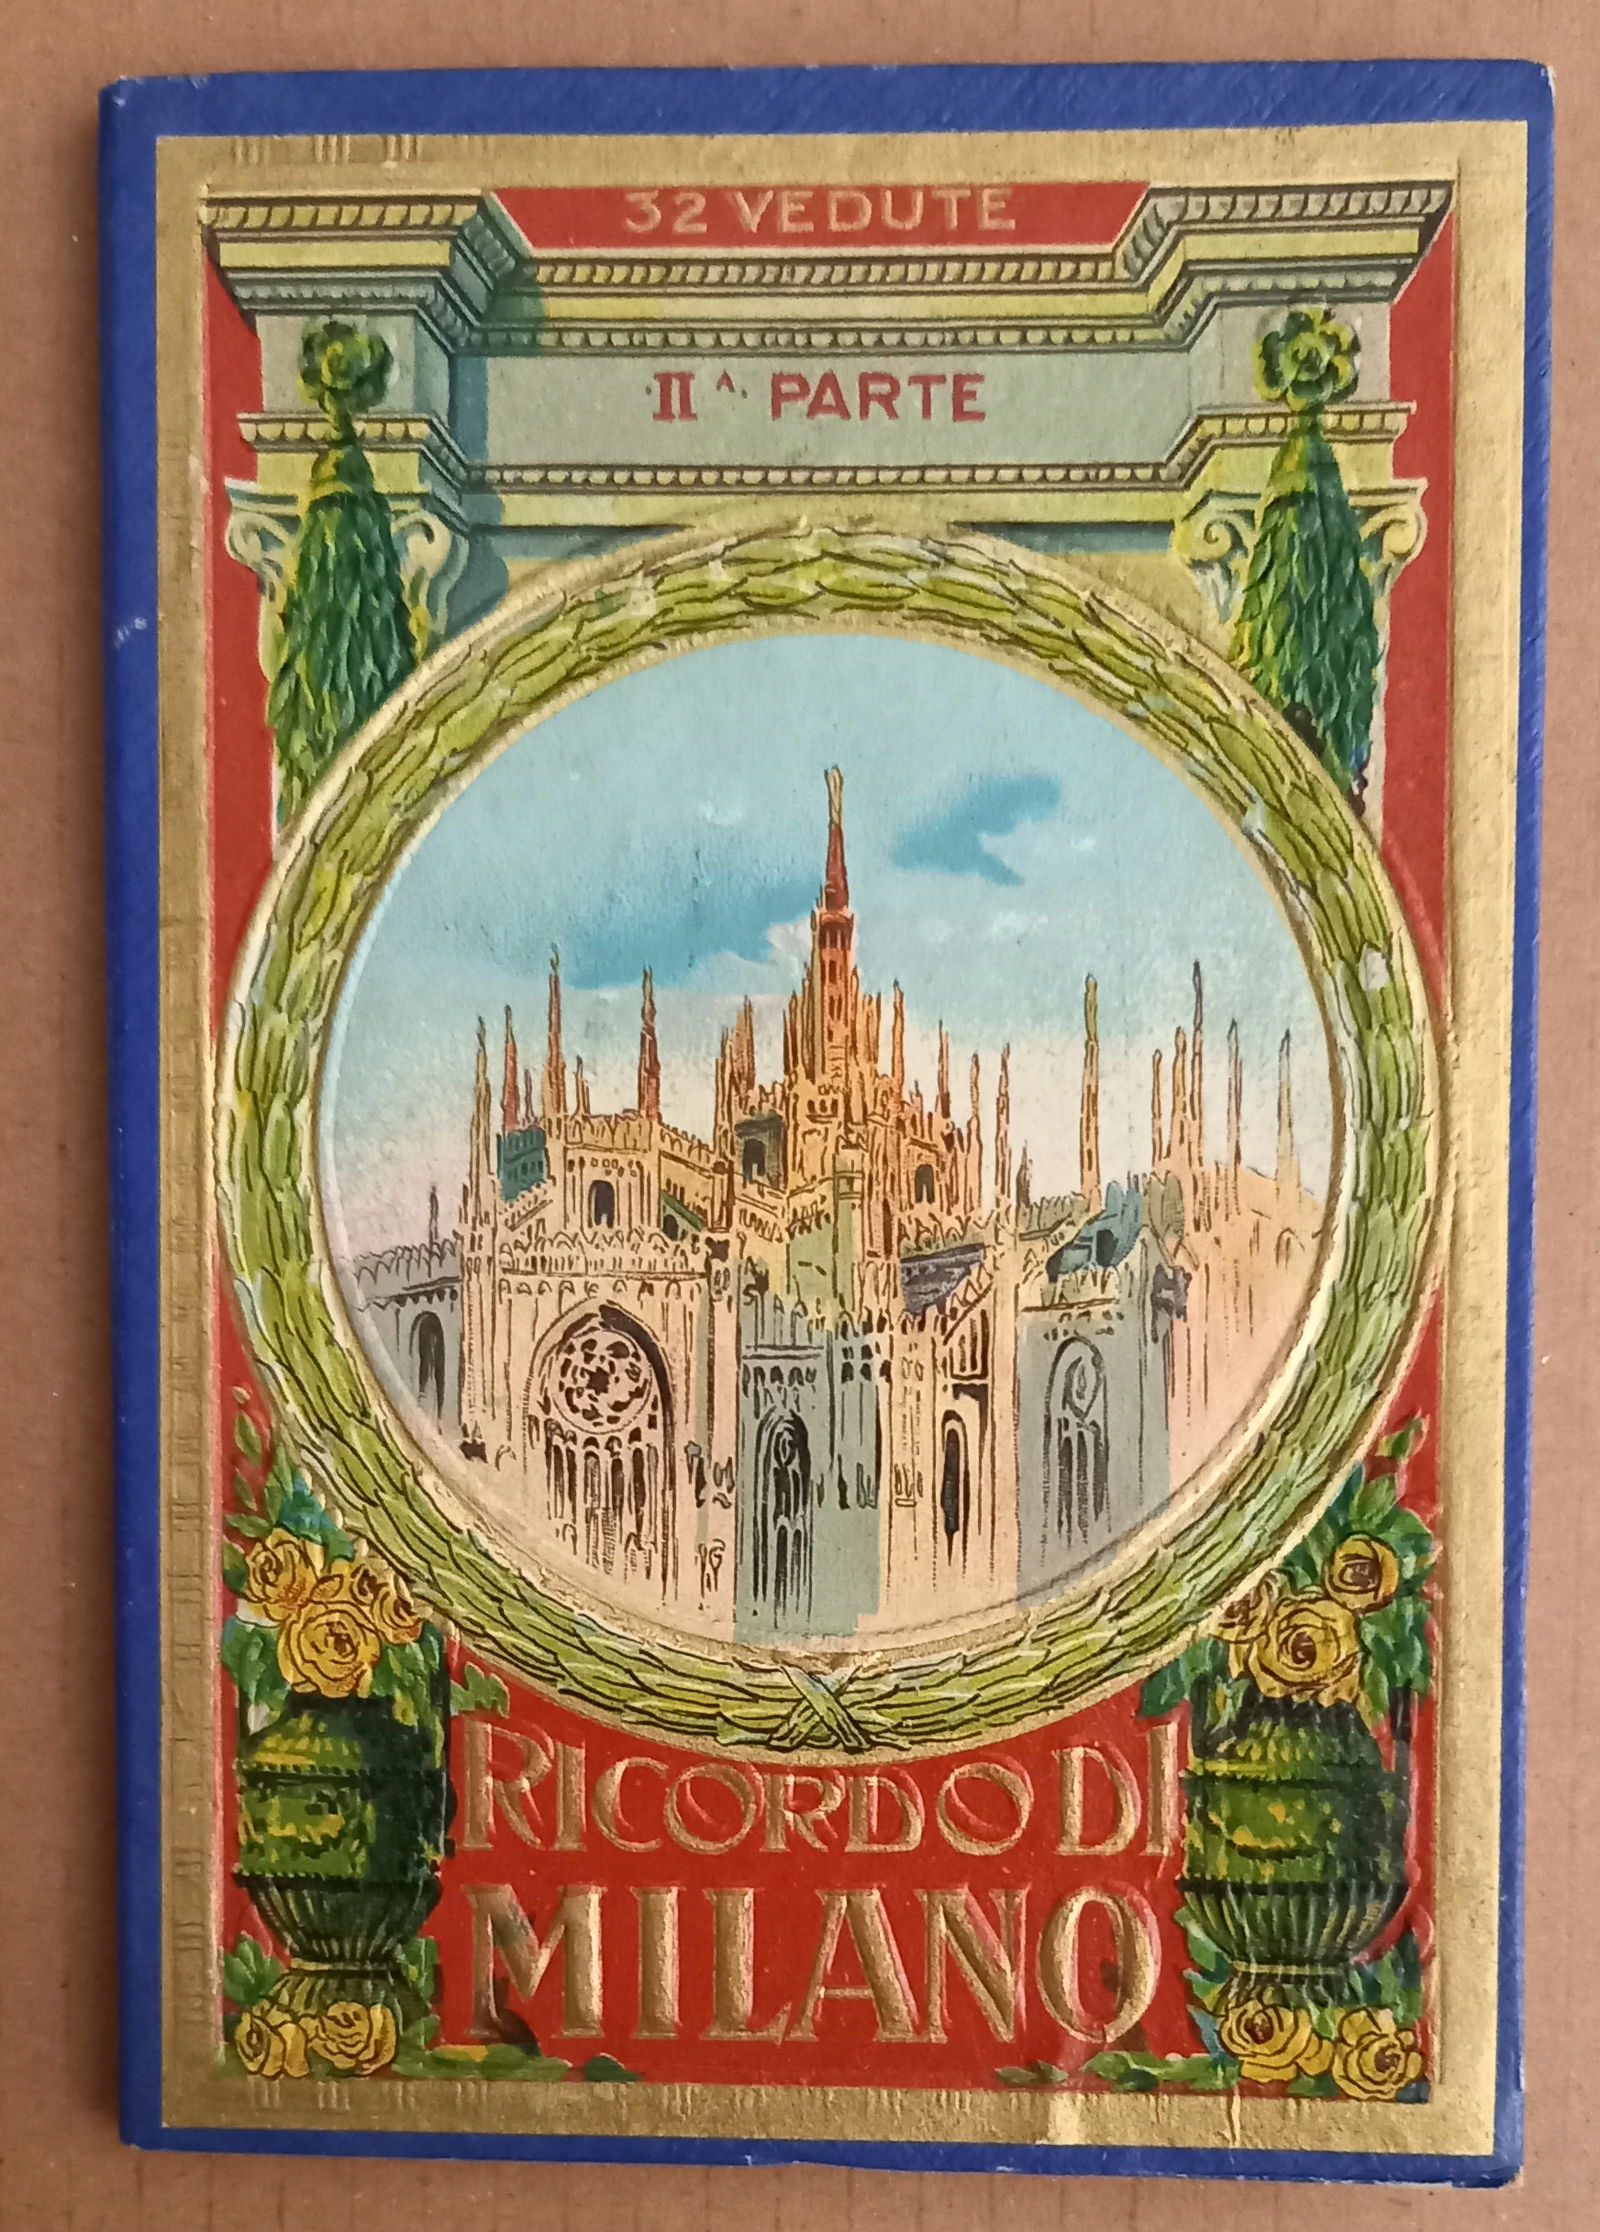 32 VEDUTE
·II^· PARTE
RICORDO DI
MILANO